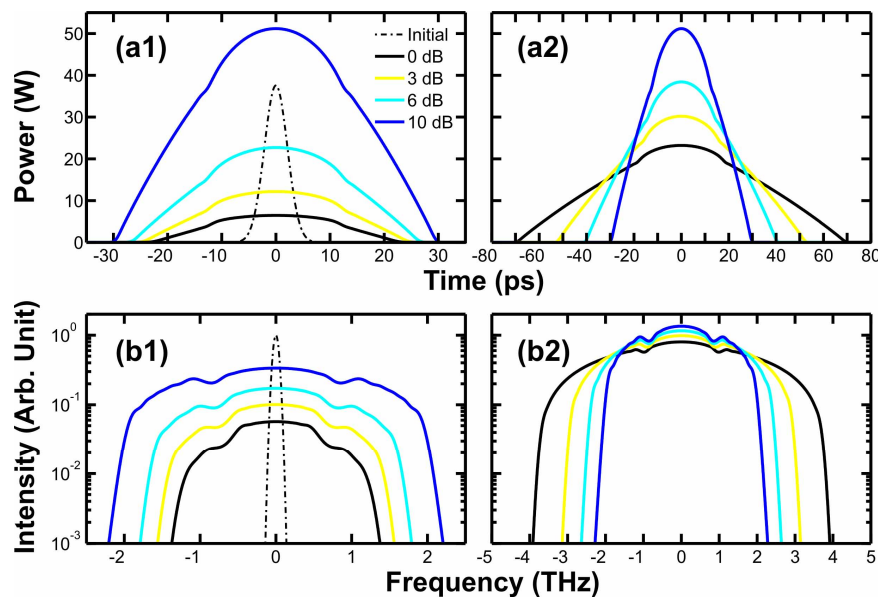 (a1)
Initial
0 dB
3 dB
6 dB
10 dB
(a2)
Power (W)
50
40
30
20
10
0
-30 -20 -10 0 10 20 30
-80 -60 -40 -20 0 20 40 60 80
Time (ps)
(b1)
(b2)
Intensity (Arb. Unit)
10^0
10^-1
10^-2
10^-3
-2 -1 0 1 2
-5 -4 -3 -2 -1 0 1 2 3 4 5
Frequency (THz)